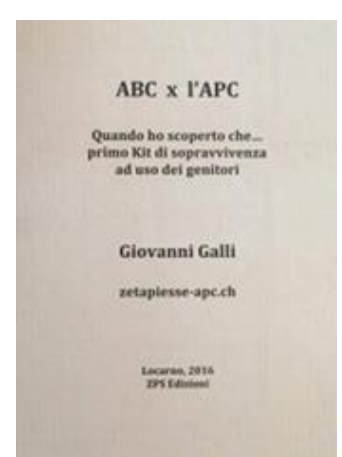 ABC x l'APC
Quando ho scoperto che...
primo Kit di sopravvivenza
ad uso dei genitori
Giovanni Galli
zetapiesse-apc.ch
Locarno, 2016
ZPS Edizioni